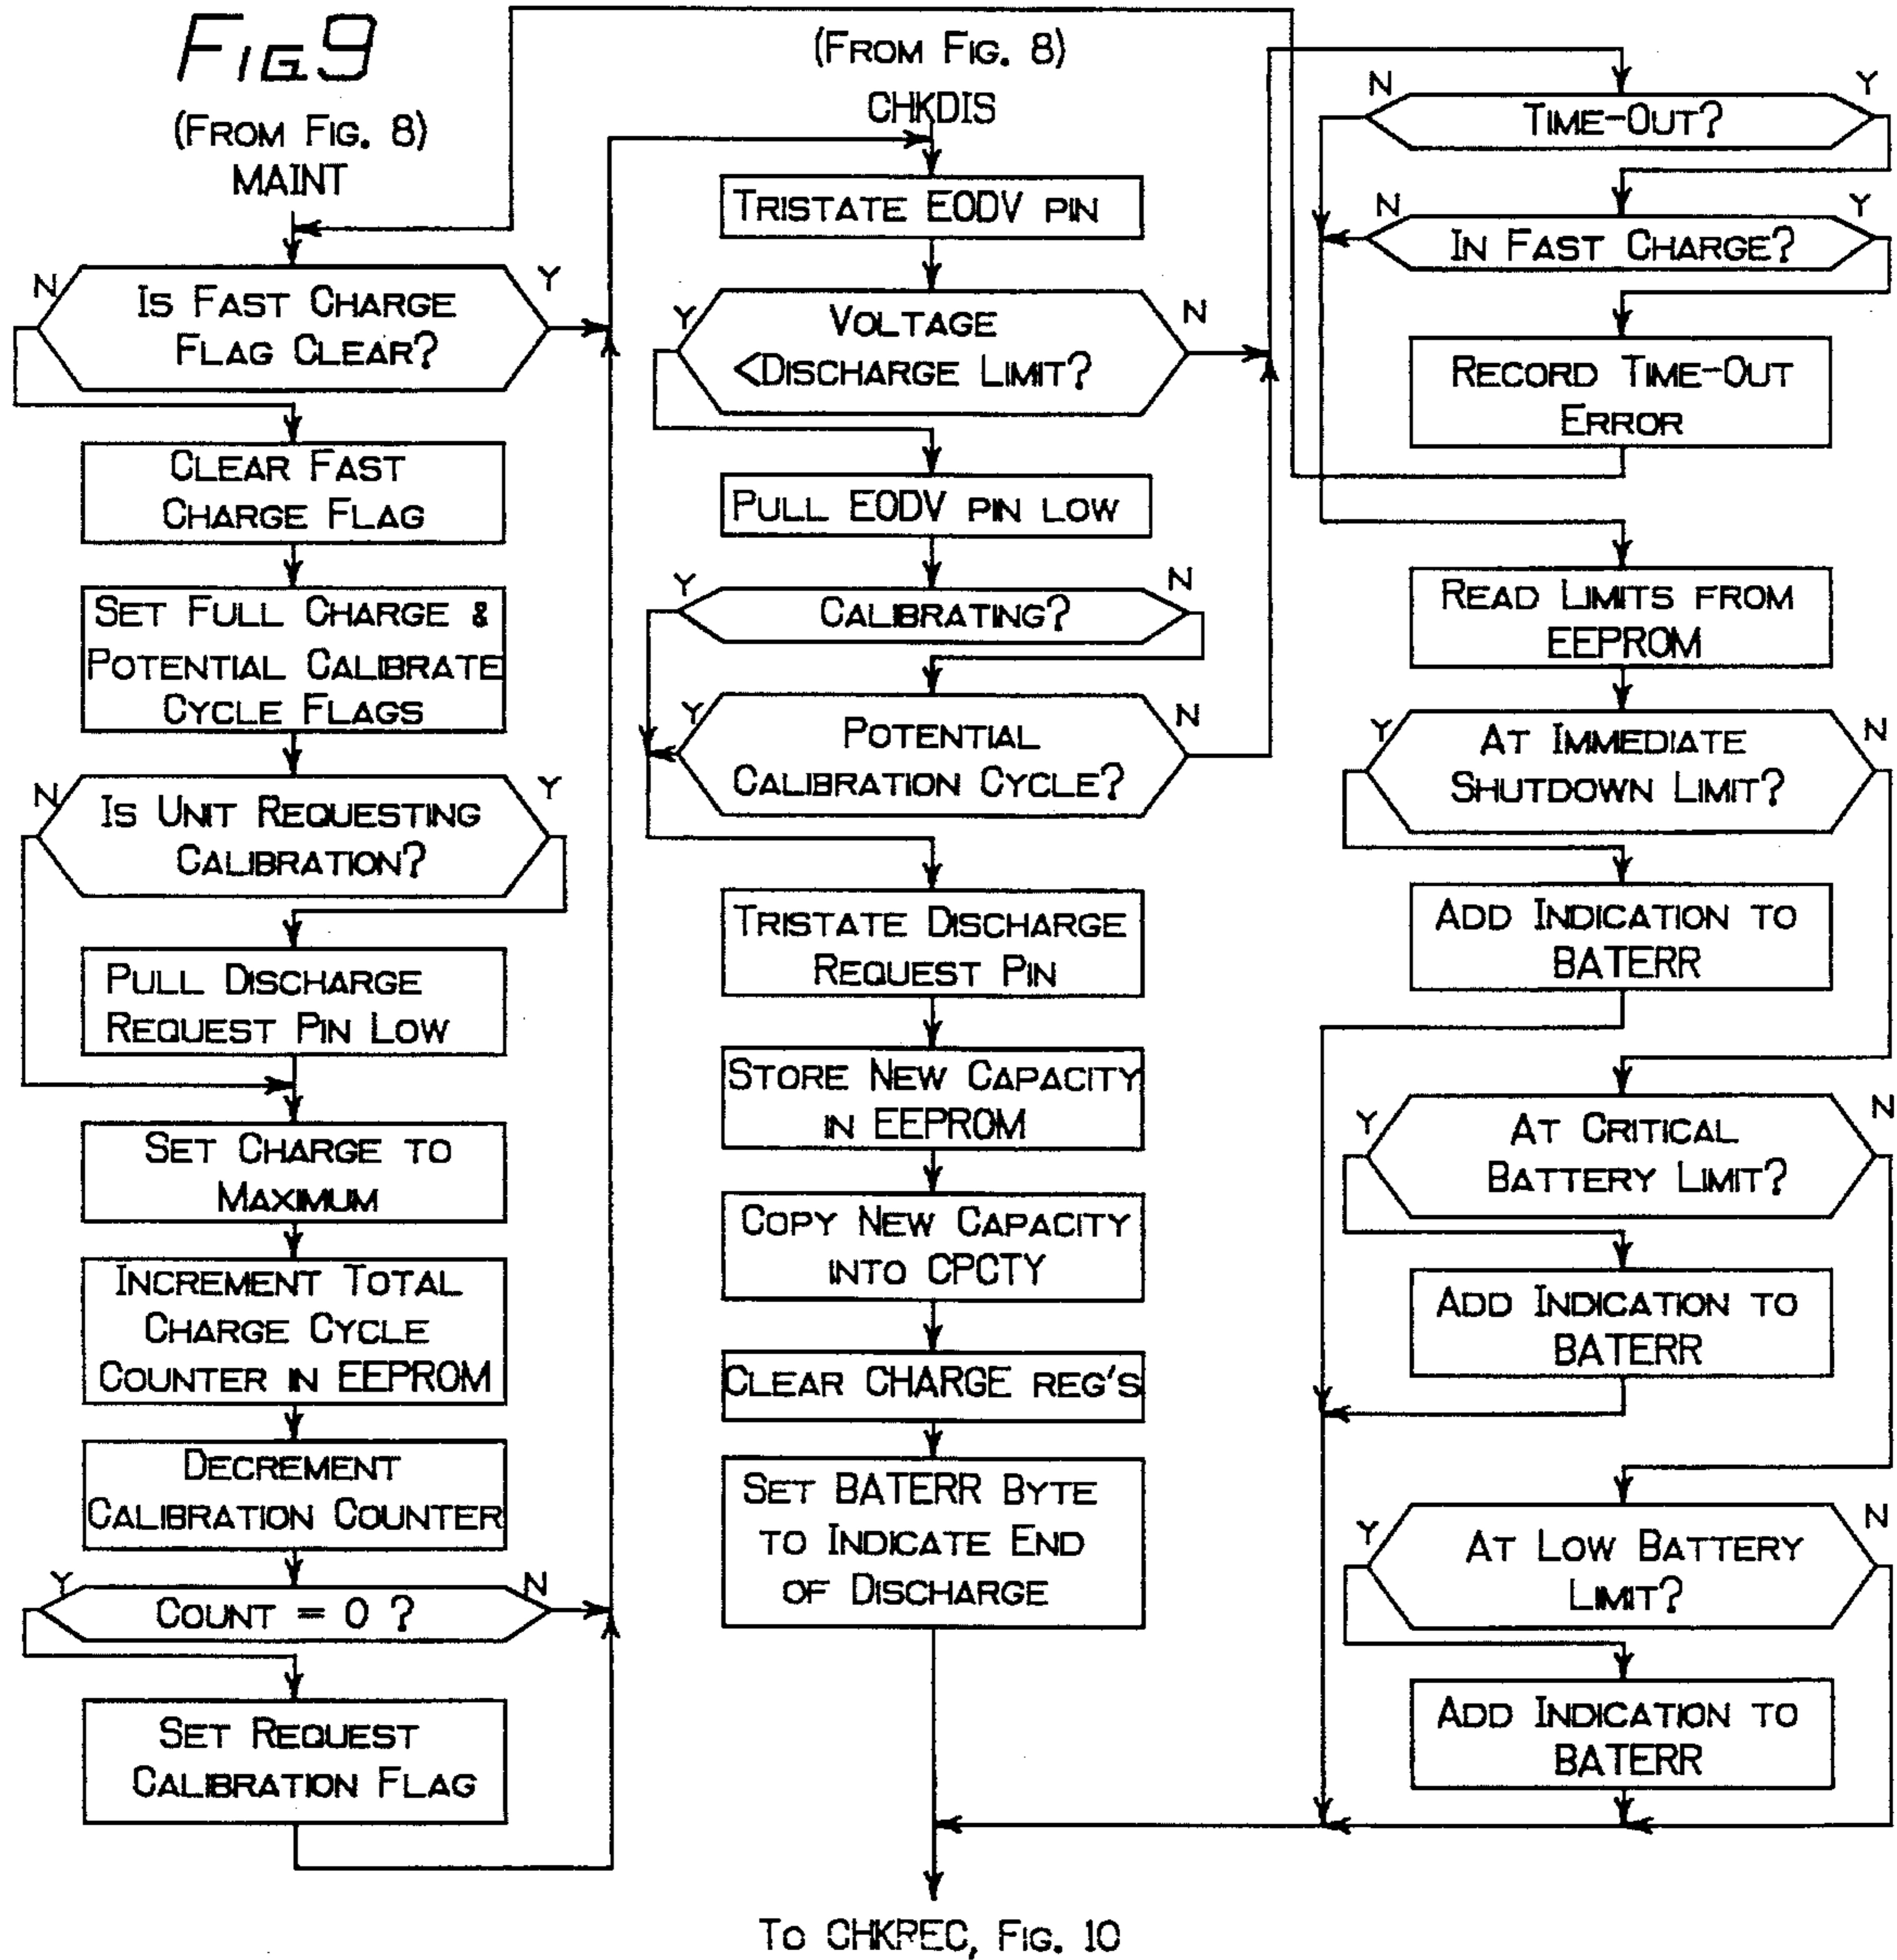 FIG. 9
(FROM FIG. 8)
MAINT
N
Y
IS FAST CHARGE
FLAG CLEAR?
CLEAR FAST
CHARGE FLAG
SET FULL CHARGE &
POTENTIAL CALIBRATE
CYCLE FLAGS
N
Y
IS UNIT REQUESTING
CALIBRATION?
PULL DISCHARGE
REQUEST PIN LOW
SET CHARGE TO
MAXIMUM
INCREMENT TOTAL
CHARGE CYCLE
COUNTER IN EEPROM
DECREMENT
CALIBRATION COUNTER
Y
N
COUNT = 0 ?
SET REQUEST
CALIBRATION FLAG
(FROM FIG. 8)
CHKDIS
TRISTATE EODV PIN
Y
N
VOLTAGE
<DISCHARGE LIMIT?
PULL EODV PIN LOW
Y
N
CALIBRATING?
Y
N
POTENTIAL
CALIBRATION CYCLE?
TRISTATE DISCHARGE
REQUEST PIN
STORE NEW CAPACITY
IN EEPROM
COPY NEW CAPACITY
INTO CPCTY
CLEAR CHARGE REG'S
SET BATERR BYTE
TO INDICATE END
OF DISCHARGE
TO CHKREC, FIG. 10
N
Y
TIME-OUT?
N
Y
IN FAST CHARGE?
RECORD TIME-OUT
ERROR
READ LIMITS FROM
EEPROM
Y
N
AT IMMEDIATE
SHUTDOWN LIMIT?
ADD INDICATION TO
BATERR
Y
N
AT CRITICAL
BATTERY LIMIT?
ADD INDICATION TO
BATERR
Y
N
AT LOW BATTERY
LIMIT?
ADD INDICATION TO
BATERR